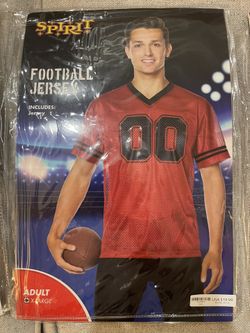 SPIRIT
FOOTBALL
JERSEY
INCLUDES:
Jersey
00
ADULT
X-LARGE